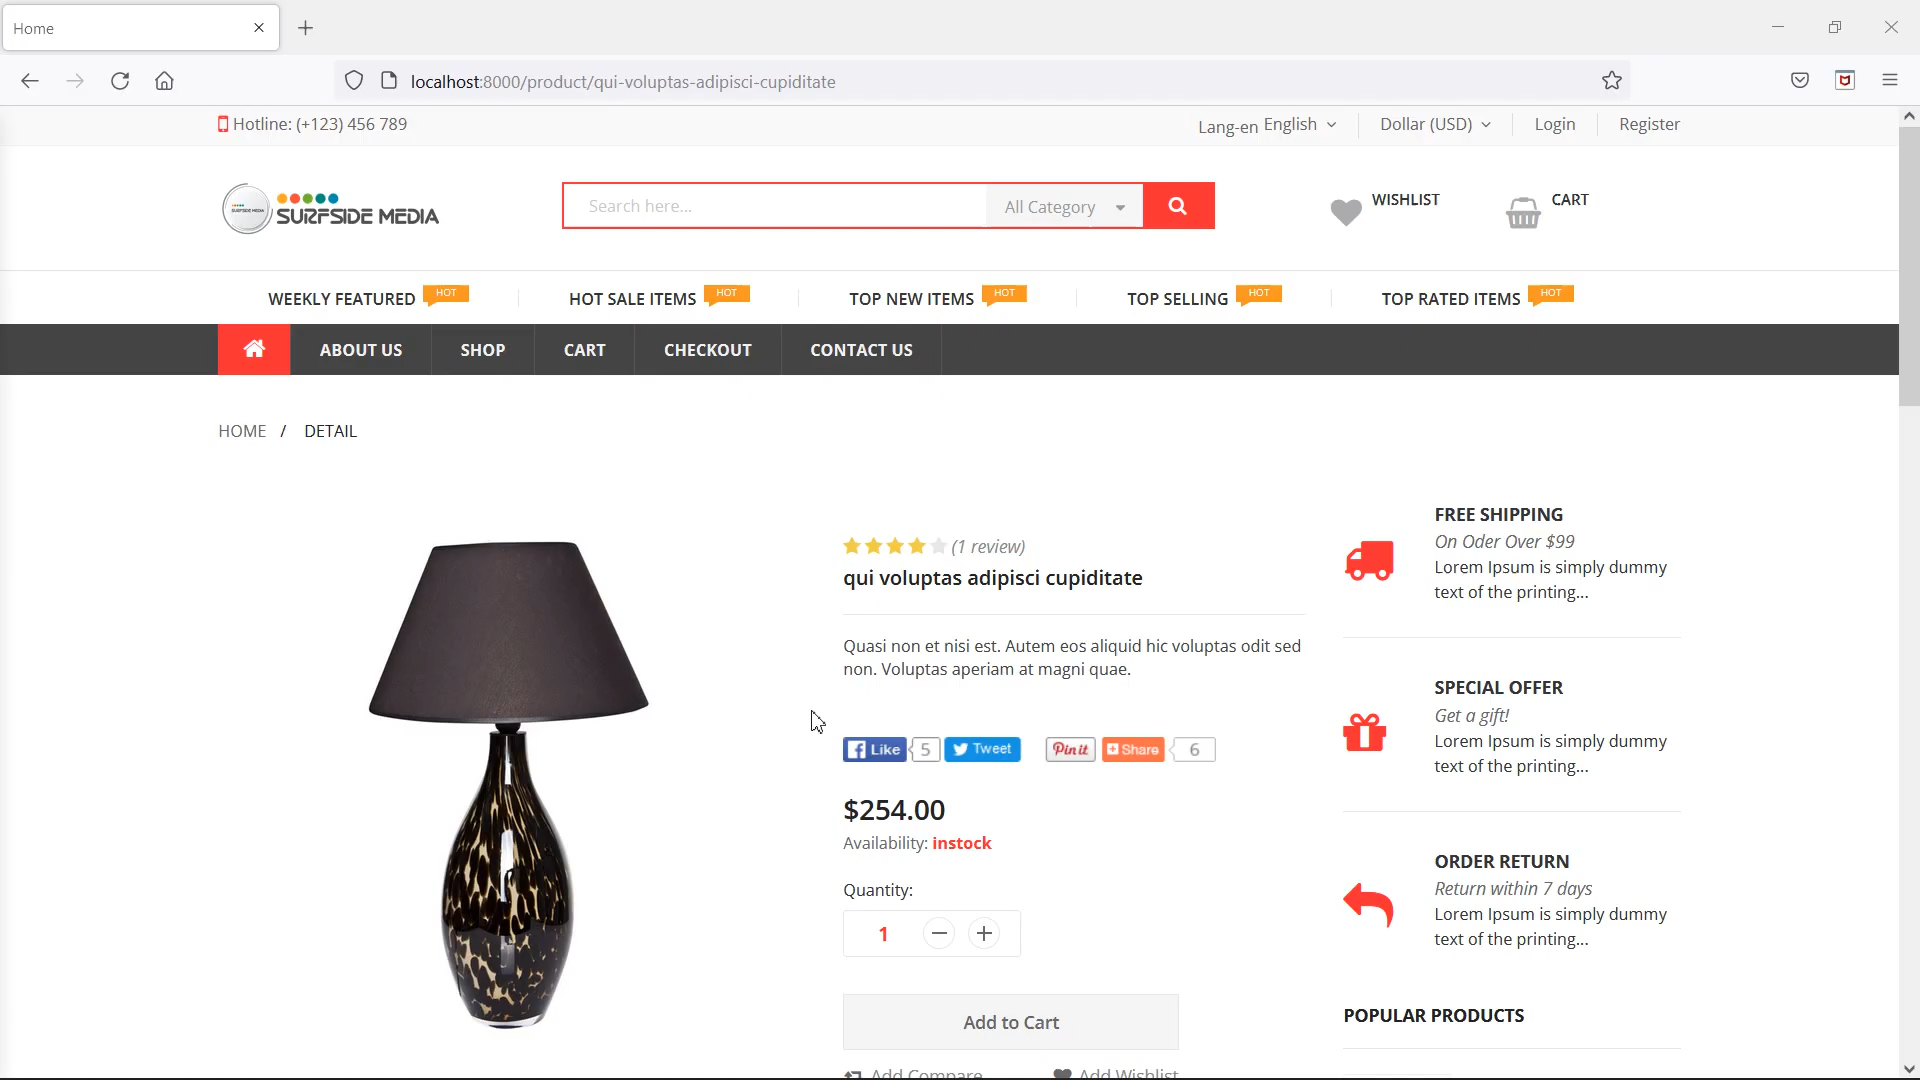 Home
localhost:8000/product/qui-voluptas-adipisci-cupiditate
Hotline: (+123) 456 789
Lang-en English
Dollar (USD)
Login
Register
SURFSIDE MEDIA
SURFSIDE MEDIA
Search here...
All Category
WISHLIST
CART
WEEKLY FEATURED HOT
HOT SALE ITEMS HOT
TOP NEW ITEMS HOT
TOP SELLING HOT
TOP RATED ITEMS HOT
ABOUT US
SHOP
CART
CHECKOUT
CONTACT US
HOME / DETAIL
(1 review)
qui voluptas adipisci cupiditate
Quasi non et nisi est. Autem eos aliquid hic voluptas odit sed
non. Voluptas aperiam at magni quae.
Like 5 Tweet Pin it Share 6
$254.00
Availability: instock
Quantity:
1
Add to Cart
Add Compare
Add Wishlist
FREE SHIPPING
On Oder Over $99
Lorem Ipsum is simply dummy
text of the printing...
SPECIAL OFFER
Get a gift!
Lorem Ipsum is simply dummy
text of the printing...
ORDER RETURN
Return within 7 days
Lorem Ipsum is simply dummy
text of the printing...
POPULAR PRODUCTS